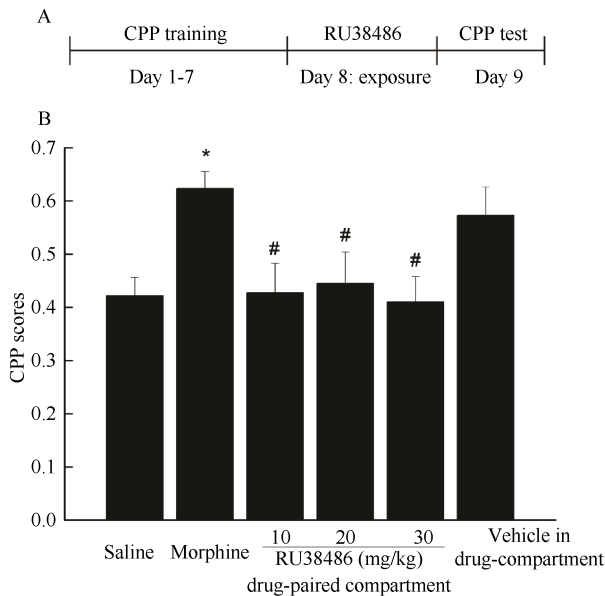 A
CPP training RU38486 CPP test
Day 1-7 Day 8: exposure Day 9
B
0.7
0.6
0.5
0.4
0.3
0.2
0.1
0.0
CPP scores
*
# # #
Saline Morphine 10 20 30 Vehicle in
RU38486 (mg/kg) drug-compartment
drug-paired compartment